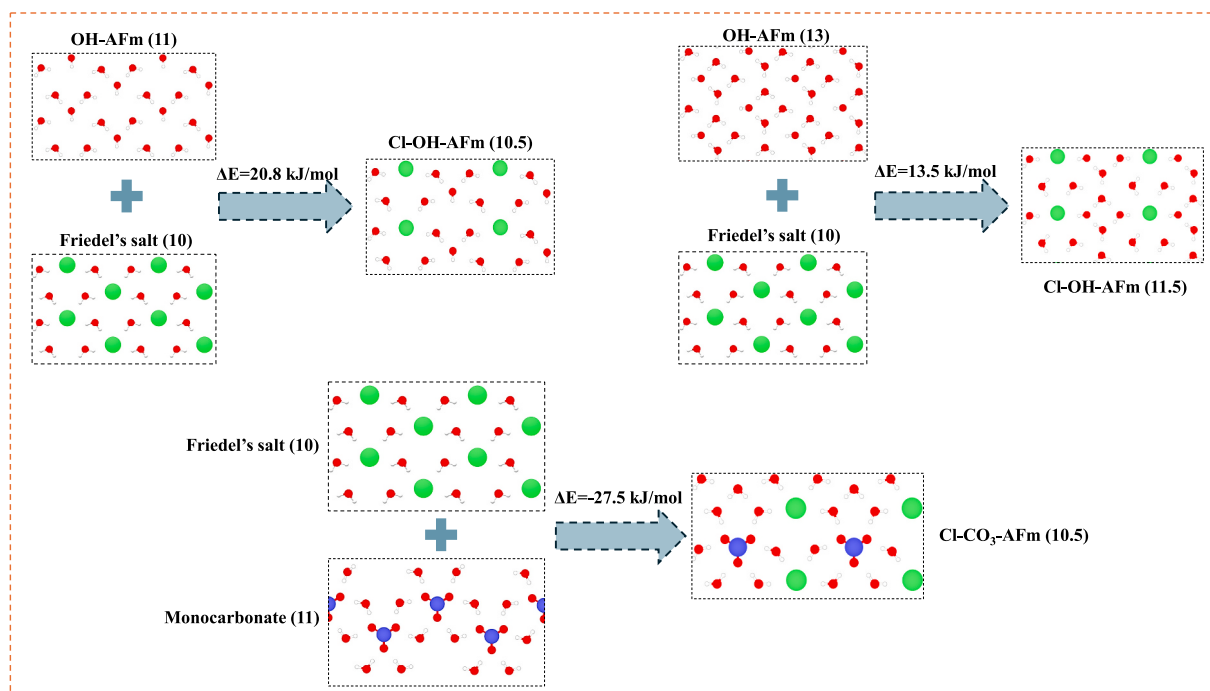 OH-AFm (11)
Cl-OH-AFm (10.5)
ΔE=20.8 kJ/mol
Friedel's salt (10)
OH-AFm (13)
ΔE=13.5 kJ/mol
Friedel's salt (10)
Cl-OH-AFm (11.5)
Friedel's salt (10)
ΔE=-27.5 kJ/mol
Cl-CO₃-AFm (10.5)
Monocarbonate (11)